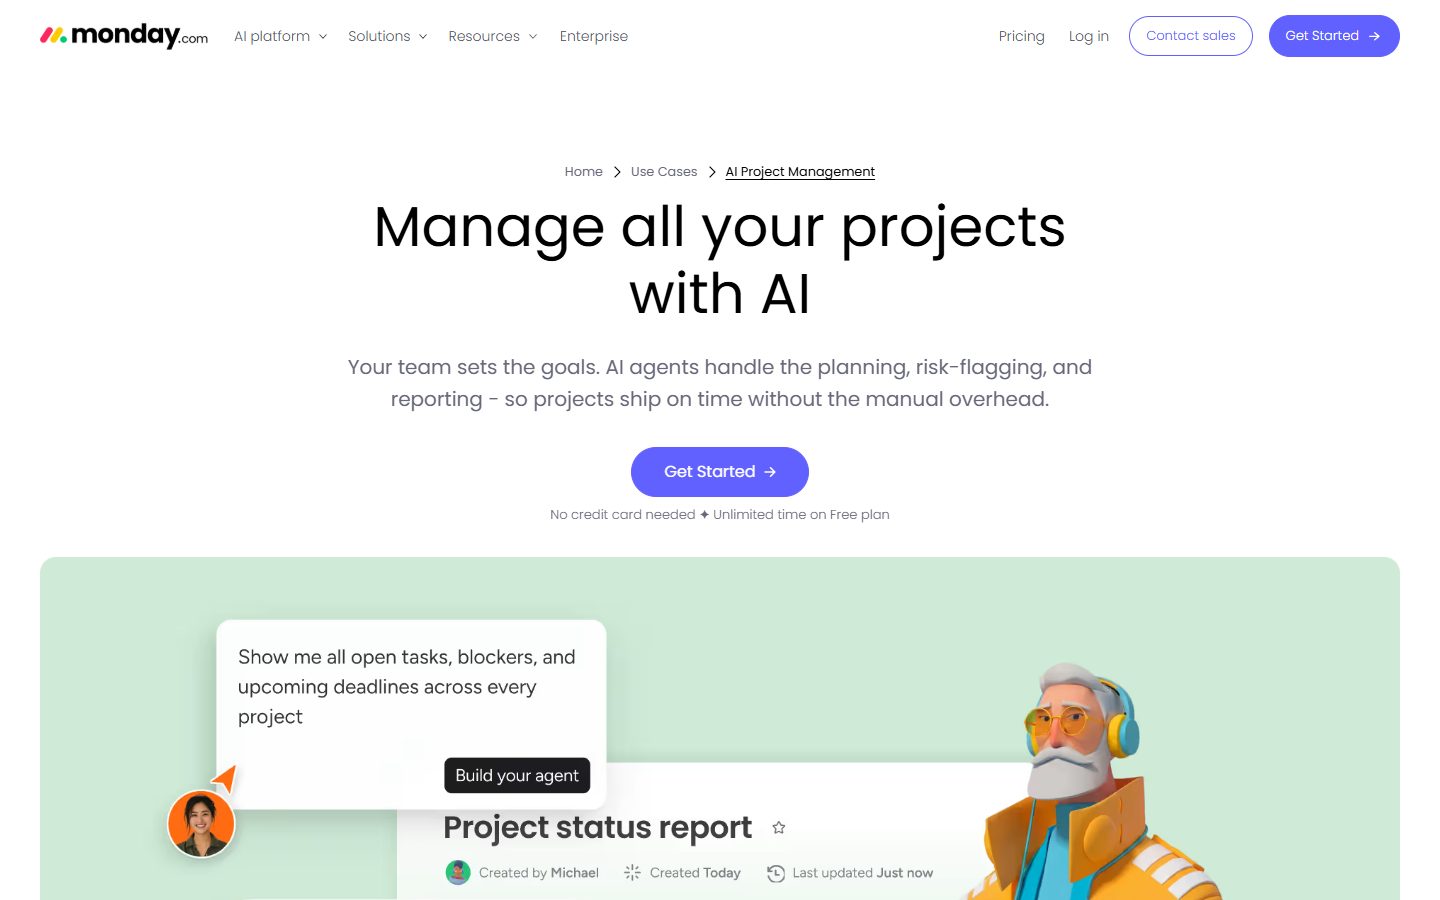 monday.com
AI platform
Solutions
Resources
Enterprise
Pricing
Log in
Contact sales
Get Started →
Home > Use Cases > AI Project Management
Manage all your projects
with AI
Your team sets the goals. AI agents handle the planning, risk-flagging, and
reporting - so projects ship on time without the manual overhead.
Get Started →
No credit card needed ✦ Unlimited time on Free plan
Show me all open tasks, blockers, and
upcoming deadlines across every
project
Build your agent
Project status report
Created by Michael
Created Today
Last updated Just now